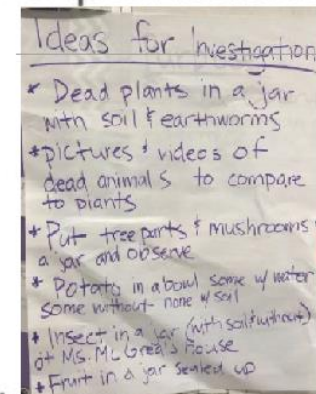 Ideas for Investigation
* Dead plants in a jar
with soil & earthworms
* pictures & videos of
dead animals to compare
to plants
* Put tree parts & mushrooms
a jar and observe
* Potato in a bowl some w/ water
some without - none w/ soil
* Insect in a jar (with soil & without)
at Ms. McGreal's house
* Fruit in a jar sealed up